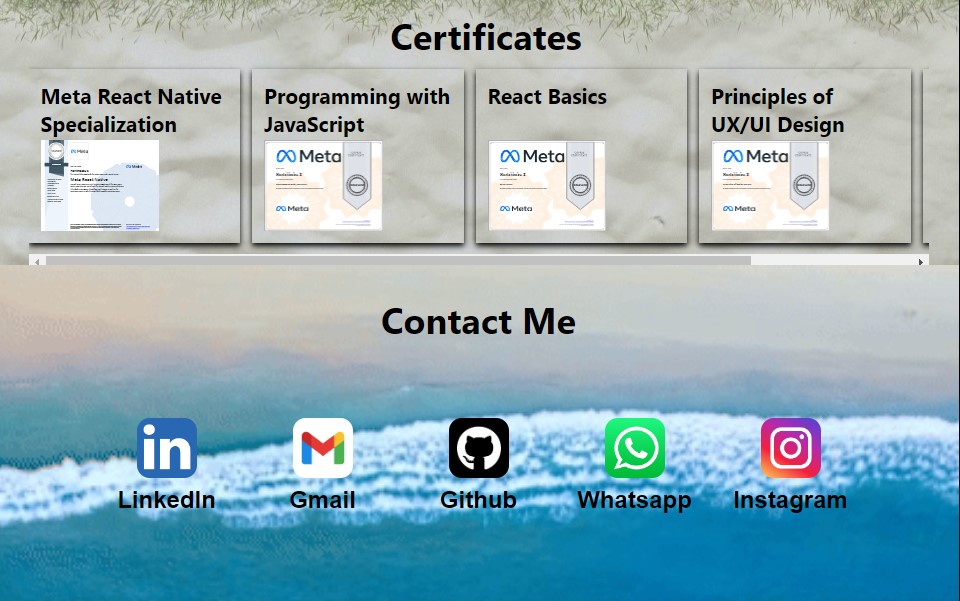 Certificates
Meta React Native
Specialization
Programming with
JavaScript
React Basics
Principles of
UX/UI Design
Meta
Meta React Native
Meta
Meta
Meta
Meta
Meta
Meta
Contact Me
in
LinkedIn
Gmail
Github
Whatsapp
Instagram